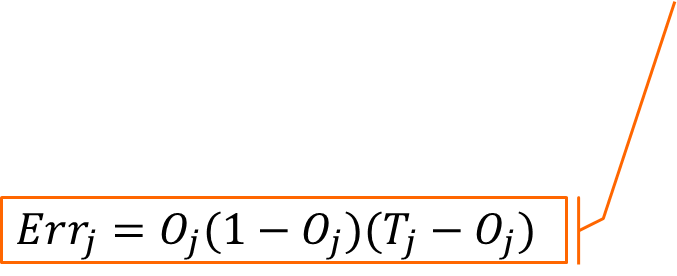 Err_j = O_j(1 − O_j)(T_j − O_j)